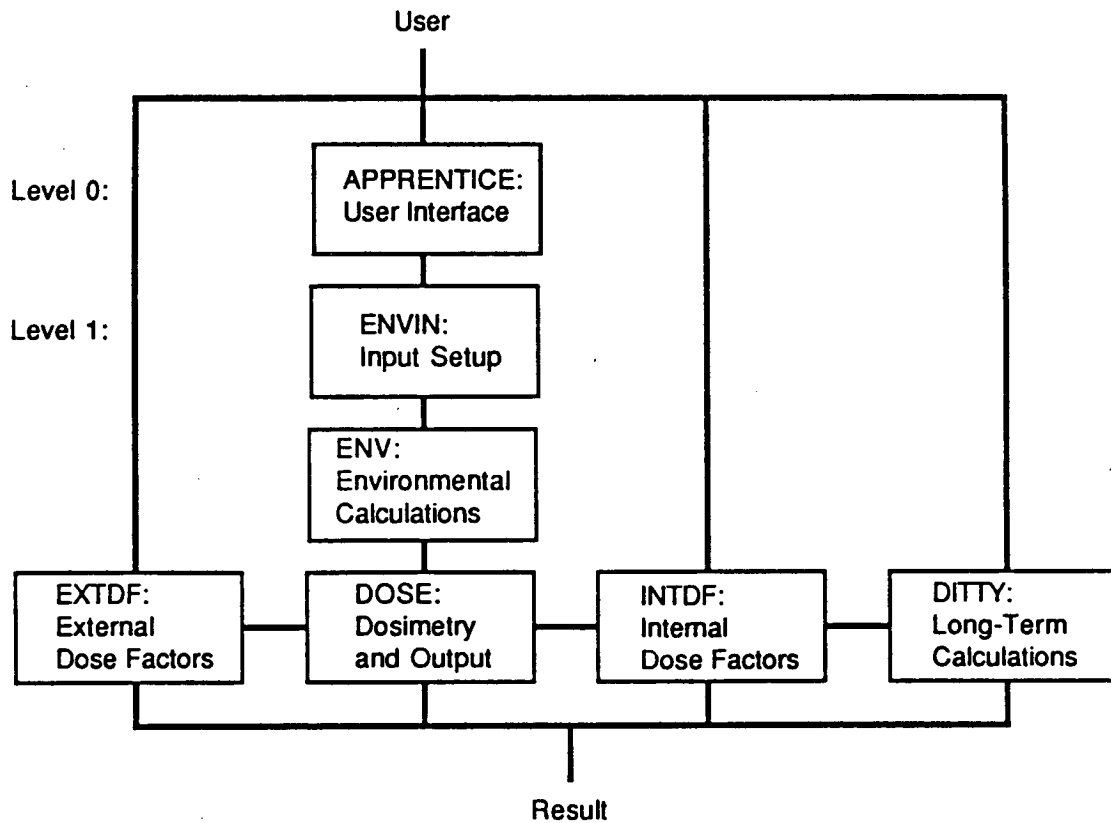 User
Level 0:
APPRENTICE:
User Interface
Level 1:
ENVIN:
Input Setup
ENV:
Environmental
Calculations
EXTDF:
External
Dose Factors
DOSE:
Dosimetry
and Output
INTDF:
Internal
Dose Factors
DITTY:
Long-Term
Calculations
Result